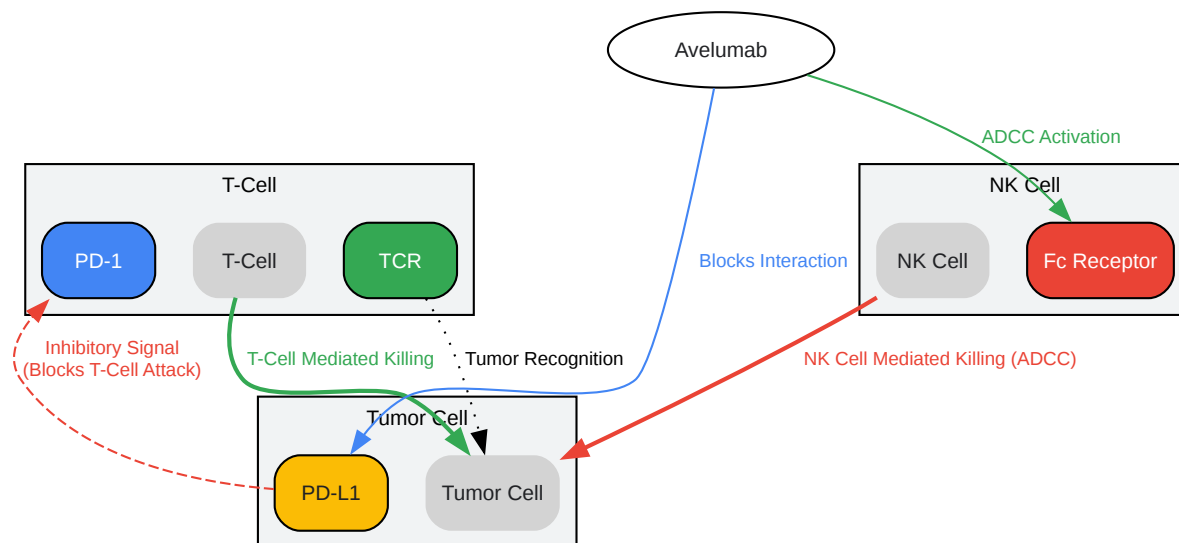 Avelumab
ADCC Activation
T-Cell
NK Cell
PD-1
T-Cell
TCR
Blocks Interaction
NK Cell
Fc Receptor
Inhibitory Signal
(Blocks T-Cell Attack)
T-Cell Mediated Killing
Tumor Recognition
NK Cell Mediated Killing (ADCC)
Tumor Cell
PD-L1
Tumor Cell